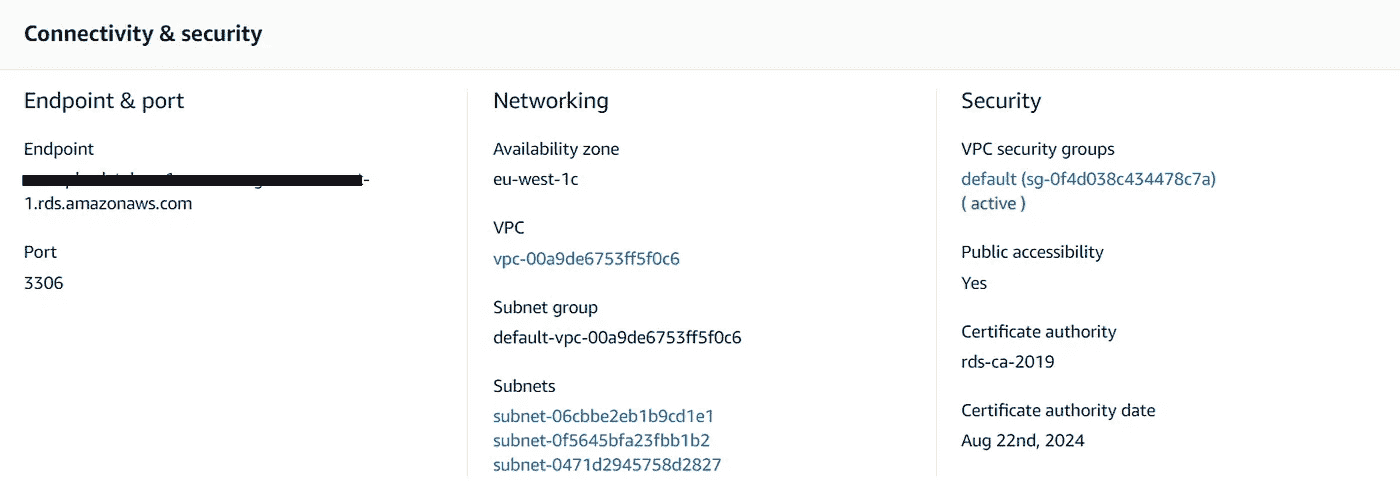 Connectivity & security
Endpoint & port
Endpoint
-
1.rds.amazonaws.com
Port
3306
Networking
Availability zone
eu-west-1c
VPC
vpc-00a9de6753ff5f0c6
Subnet group
default-vpc-00a9de6753ff5f0c6
Subnets
subnet-06cbbe2eb1b9cd1e1
subnet-0f5645bfa23fbb1b2
subnet-0471d2945758d2827
Security
VPC security groups
default (sg-0f4d038c434478c7a)
( active )
Public accessibility
Yes
Certificate authority
rds-ca-2019
Certificate authority date
Aug 22nd, 2024